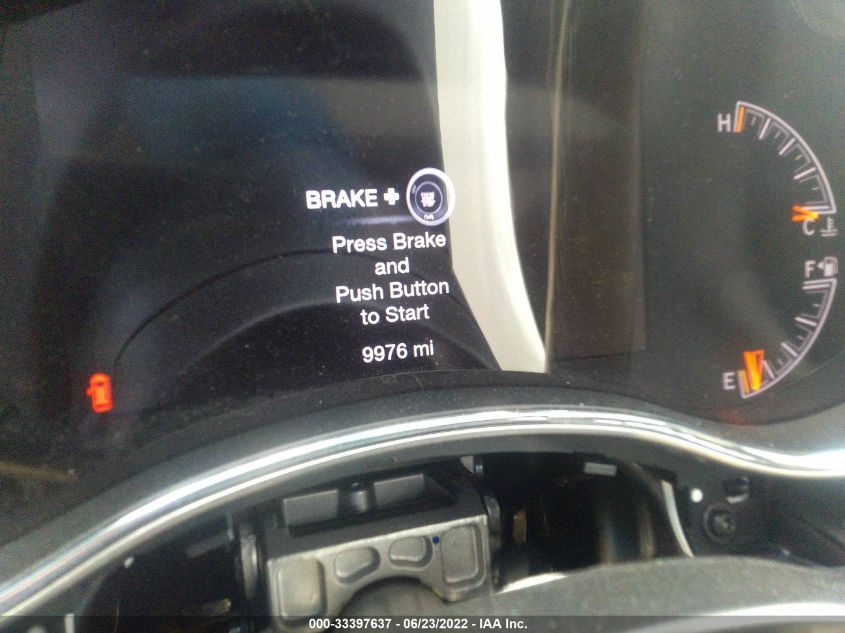 BRAKE +
Press Brake
and
Push Button
to Start
9976 mi
H
C
F
E
000-33397637 - 06/23/2022 - IAA Inc.